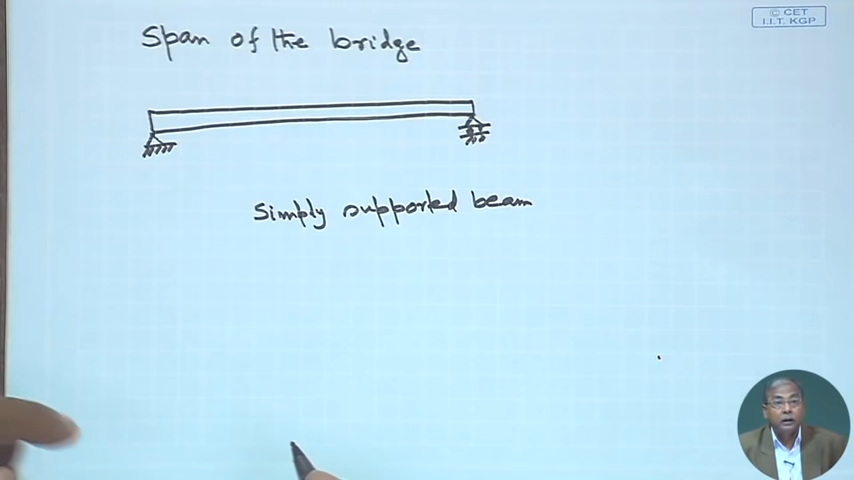 © CET
I.I.T. KGP
Span of the bridge
Simply supported beam